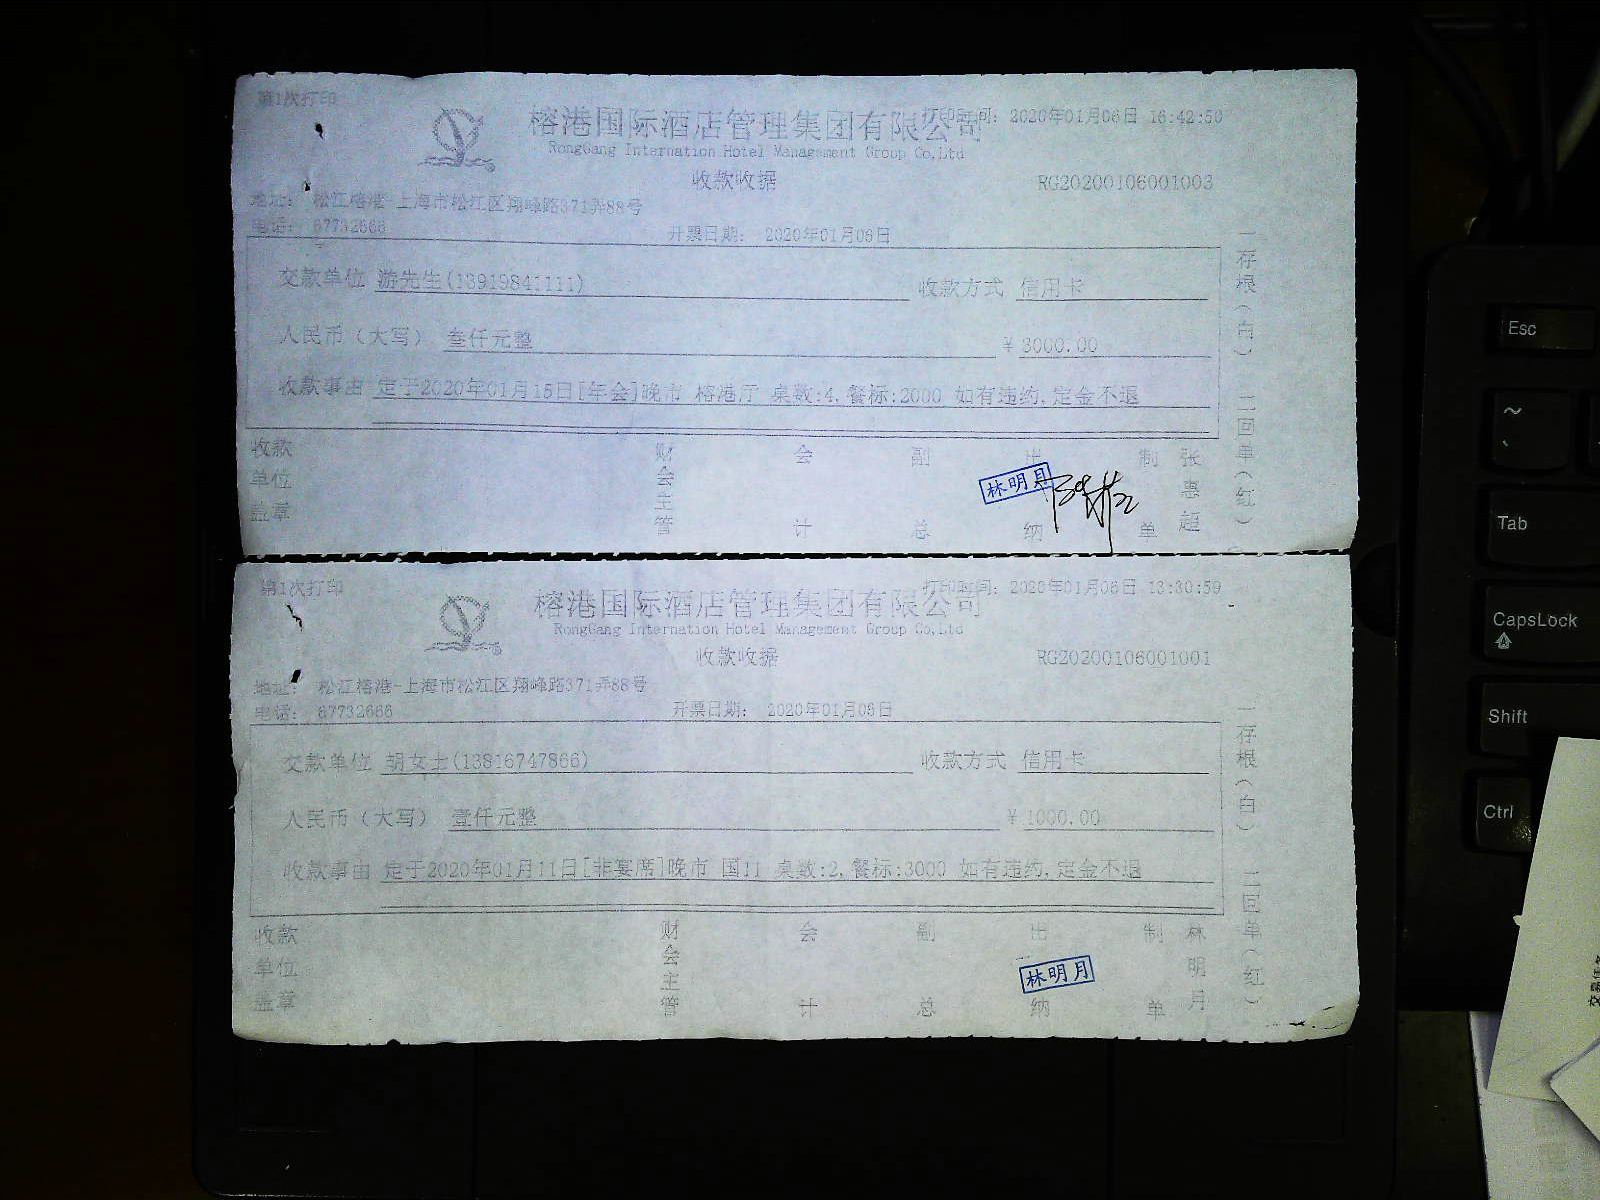 第1次打印
打印时间: 2020年01月06日 16:42:50
榕港国际酒店管理集团有限公司
RongGang Internation Hotel Management Group Co,Ltd
收款收据 RG20200106001003
地址: 松江榕港-上海市松江区翔峰路371弄88号
电话: 67732666 开票日期: 2020年01月06日
交款单位 游先生(13919841111) 收款方式 信用卡
人民币（大写） 叁仟元整 ¥ 3000.00
收款事由 定于2020年01月15日[年会]晚市 榕港厅 桌数:4,餐标:2000 如有违约,定金不退
收款单位盖章 财会主管 会计 副总 出纳 制单 张惠超
林明月
一存根（白） 二回单（红）
第1次打印
打印时间: 2020年01月06日 13:30:59
榕港国际酒店管理集团有限公司
RongGang Internation Hotel Management Group Co,Ltd
收款收据 RG20200106001001
地址: 松江榕港-上海市松江区翔峰路371弄88号
电话: 67732666 开票日期: 2020年01月06日
交款单位 胡女士(13816747866) 收款方式 信用卡
人民币（大写） 壹仟元整 ¥ 1000.00
收款事由 定于2020年01月11日[非宴席]晚市 国11 桌数:2,餐标:3000 如有违约,定金不退
收款单位盖章 财会主管 会计 副总 出纳 制单 林明月
林明月
一存根（白） 二回单（红）
Esc
~
Tab
CapsLock
Shift
Ctrl